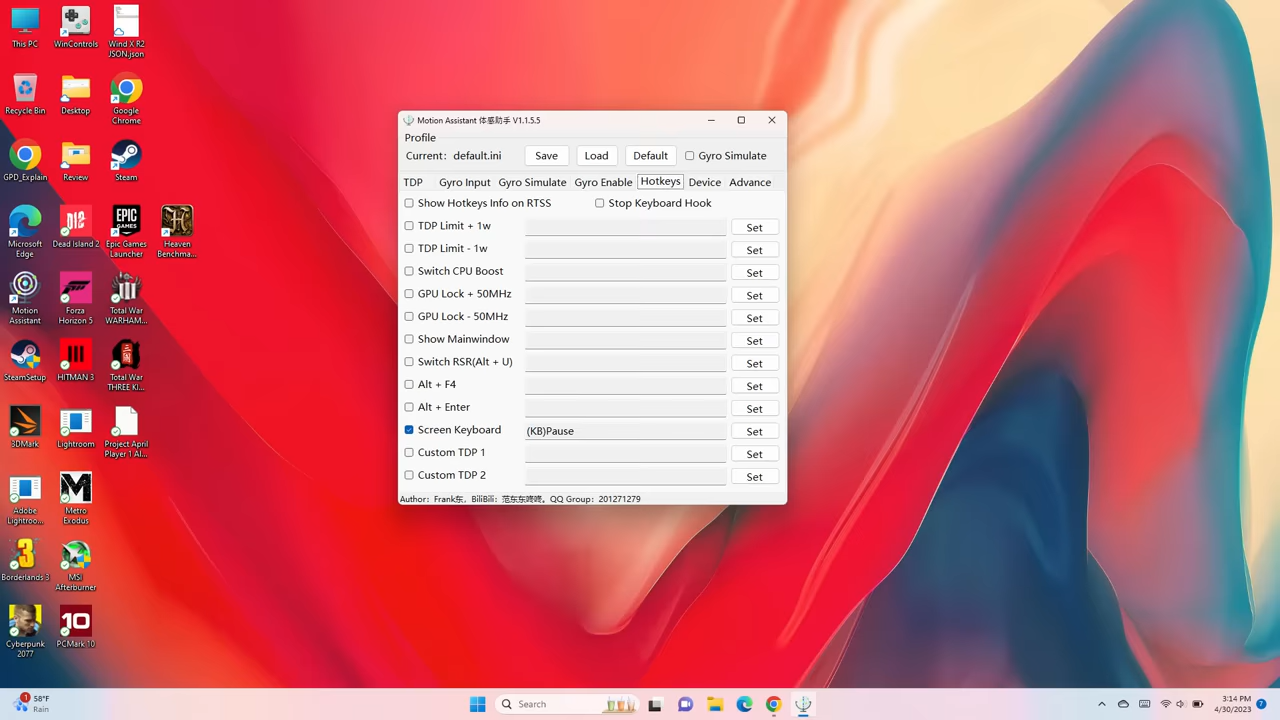 This PC
WinControls
Wind X R2
JSON.json
Recycle Bin
Desktop
Google
Chrome
GPD_Explain
Review
Steam
Microsoft
Edge
Dead Island 2
Epic Games
Launcher
Heaven
Benchma...
Motion
Assistant
Forza
Horizon 5
Total War
WARHAM...
SteamSetup
HITMAN 3
Total War
THREE KI...
3DMark
Lightroom
Project April
Player 1 Al...
Adobe
Lightroo...
Metro
Exodus
Borderlands 3
MSI
Afterburner
Cyberpunk
2077
PCMark 10
Motion Assistant 体感助手 V1.1.5.5
Profile
Current: default.ini Save Load Default Gyro Simulate
TDP Gyro Input Gyro Simulate Gyro Enable Hotkeys Device Advance
Show Hotkeys Info on RTSS Stop Keyboard Hook
TDP Limit + 1w Set
TDP Limit - 1w Set
Switch CPU Boost Set
GPU Lock + 50MHz Set
GPU Lock - 50MHz Set
Show Mainwindow Set
Switch RSR(Alt + U) Set
Alt + F4 Set
Alt + Enter Set
Screen Keyboard (KB)Pause Set
Custom TDP 1 Set
Custom TDP 2 Set
Author: Frank东, BiliBili: 范东东咚咚。QQ Group: 201271279
1
58°F
Rain
Search
3:14 PM
4/30/2023
7